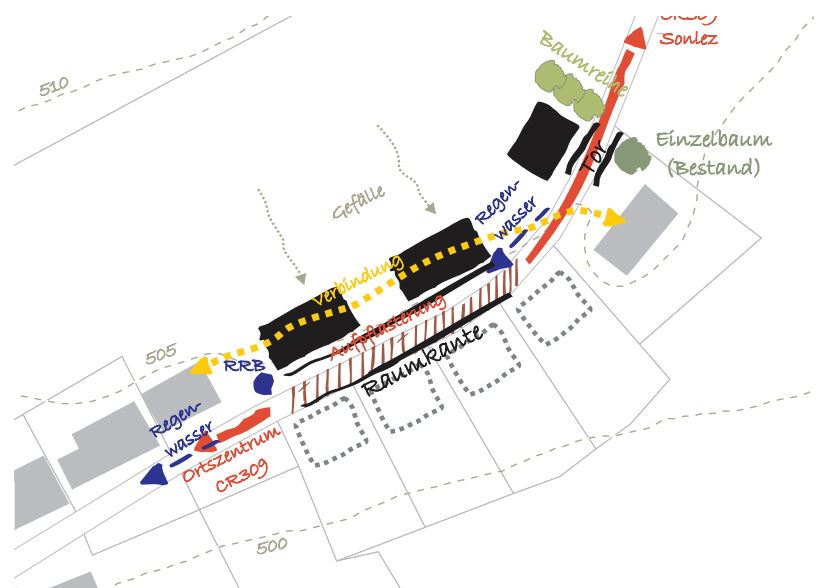 Sonlez
Baumreihe
510
Einzelbaum
(Bestand)
Tor
Regen-
wasser
Gefälle
Verbindung
Aufpflasterung
Raumkante
505
RRB
Regen-
wasser
Ortszentrum
CR309
500